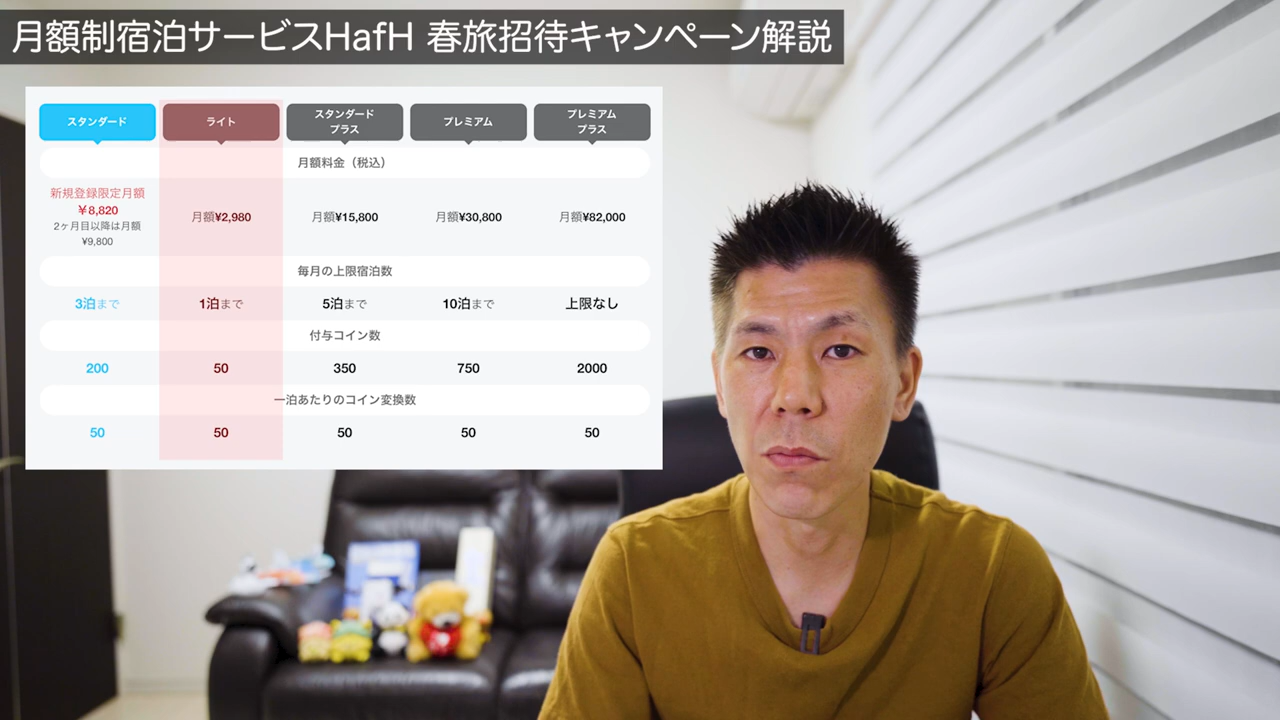 月額制宿泊サービスHafH 春旅招待キャンペーン解説
スタンダード ライト スタンダード プラス プレミアム プレミアム プラス
月額料金（税込）
新規登録限定月額
¥8,820
2ヶ月目以降は月額
¥9,800
月額¥2,980 月額¥15,800 月額¥30,800 月額¥82,000
毎月の上限宿泊数
3泊まで 1泊まで 5泊まで 10泊まで 上限なし
付与コイン数
200 50 350 750 2000
一泊あたりのコイン変換数
50 50 50 50 50